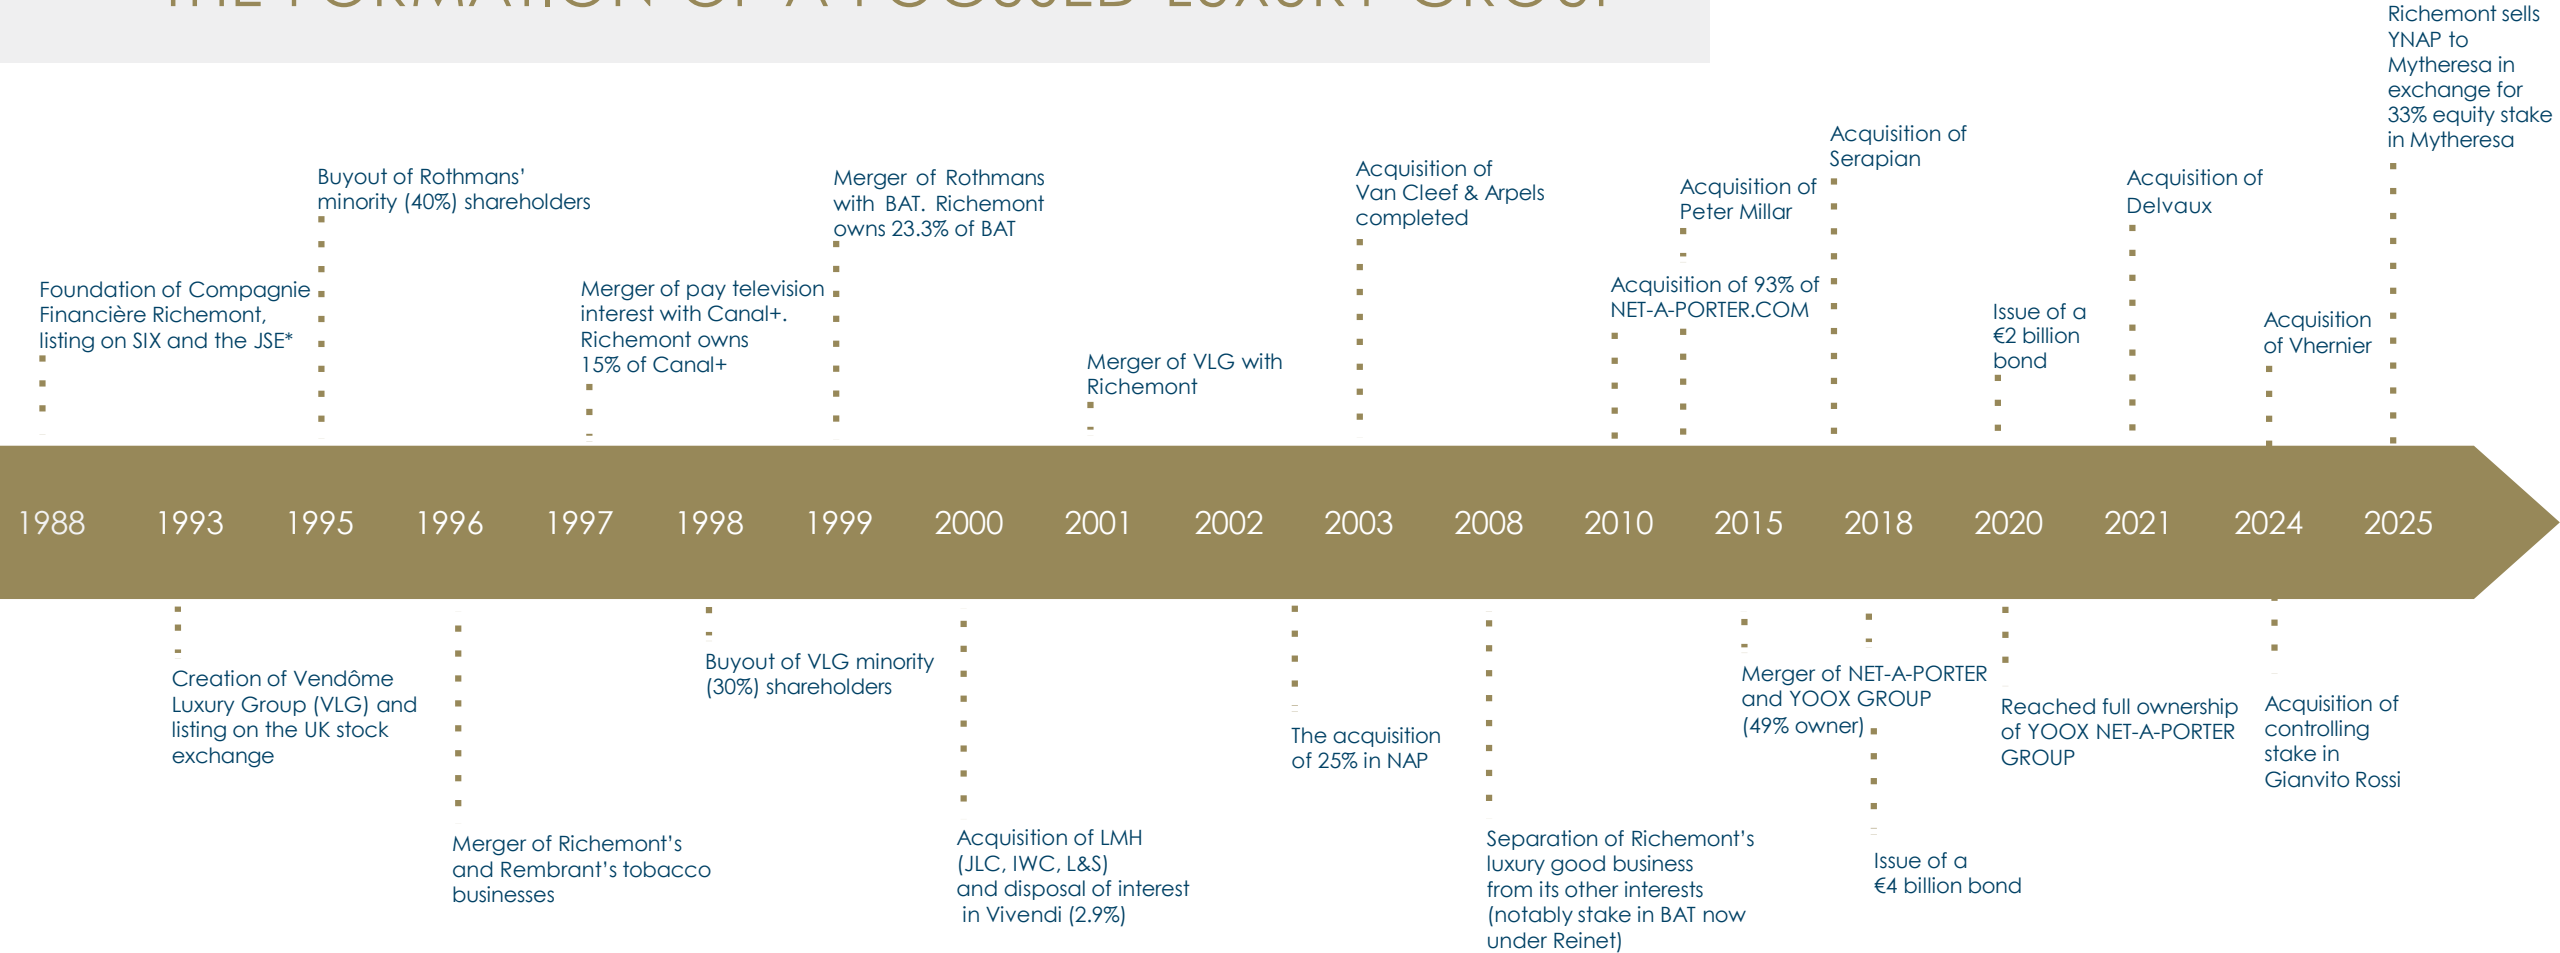 THE FORMATION OF A FOCUSSED LUXURY GROUP
Richemont sells
YNAP to
Mytheresa in
exchange for
33% equity stake
in Mytheresa
Foundation of Compagnie
Financière Richemont,
listing on SIX and the JSE*
Buyout of Rothmans’
minority (40%) shareholders
Merger of pay television
interest with Canal+.
Richemont owns
15% of Canal+
Merger of Rothmans
with BAT. Richemont
owns 23.3% of BAT
Merger of VLG with
Richemont
Acquisition of
Van Cleef & Arpels
completed
Acquisition of 93% of
NET-A-PORTER.COM
Acquisition of
Peter Millar
Acquisition of
Serapian
Issue of a
€2 billion
bond
Acquisition of
Delvaux
Acquisition
of Vhernier
1988 1993 1995 1996 1997 1998 1999 2000 2001 2002 2003 2008 2010 2015 2018 2020 2021 2024 2025
Creation of Vendôme
Luxury Group (VLG) and
listing on the UK stock
exchange
Merger of Richemont’s
and Rembrant’s tobacco
businesses
Buyout of VLG minority
(30%) shareholders
Acquisition of LMH
(JLC, IWC, L&S)
and disposal of interest
in Vivendi (2.9%)
The acquisition
of 25% in NAP
Separation of Richemont’s
luxury good business
from its other interests
(notably stake in BAT now
under Reinet)
Merger of NET-A-PORTER
and YOOX GROUP
(49% owner)
Issue of a
€4 billion bond
Reached full ownership
of YOOX NET-A-PORTER
GROUP
Acquisition of
controlling
stake in
Gianvito Rossi